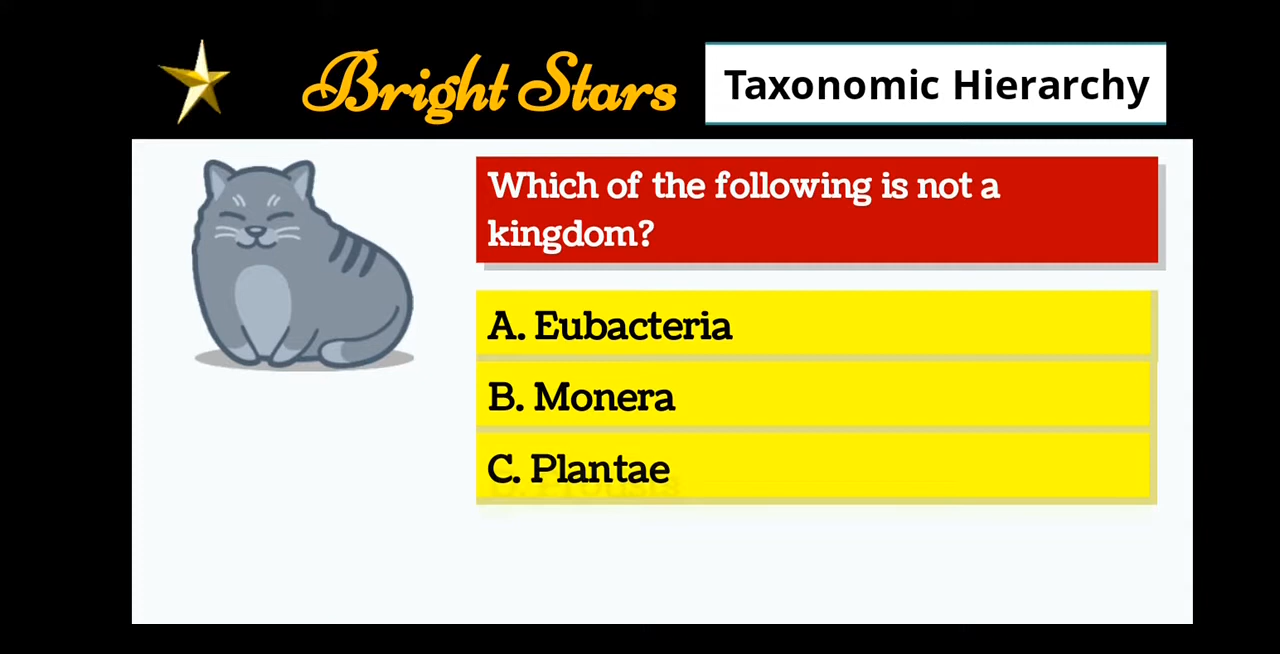 Bright Stars
Taxonomic Hierarchy
Which of the following is not a
kingdom?
A. Eubacteria
B. Monera
C. Plantae